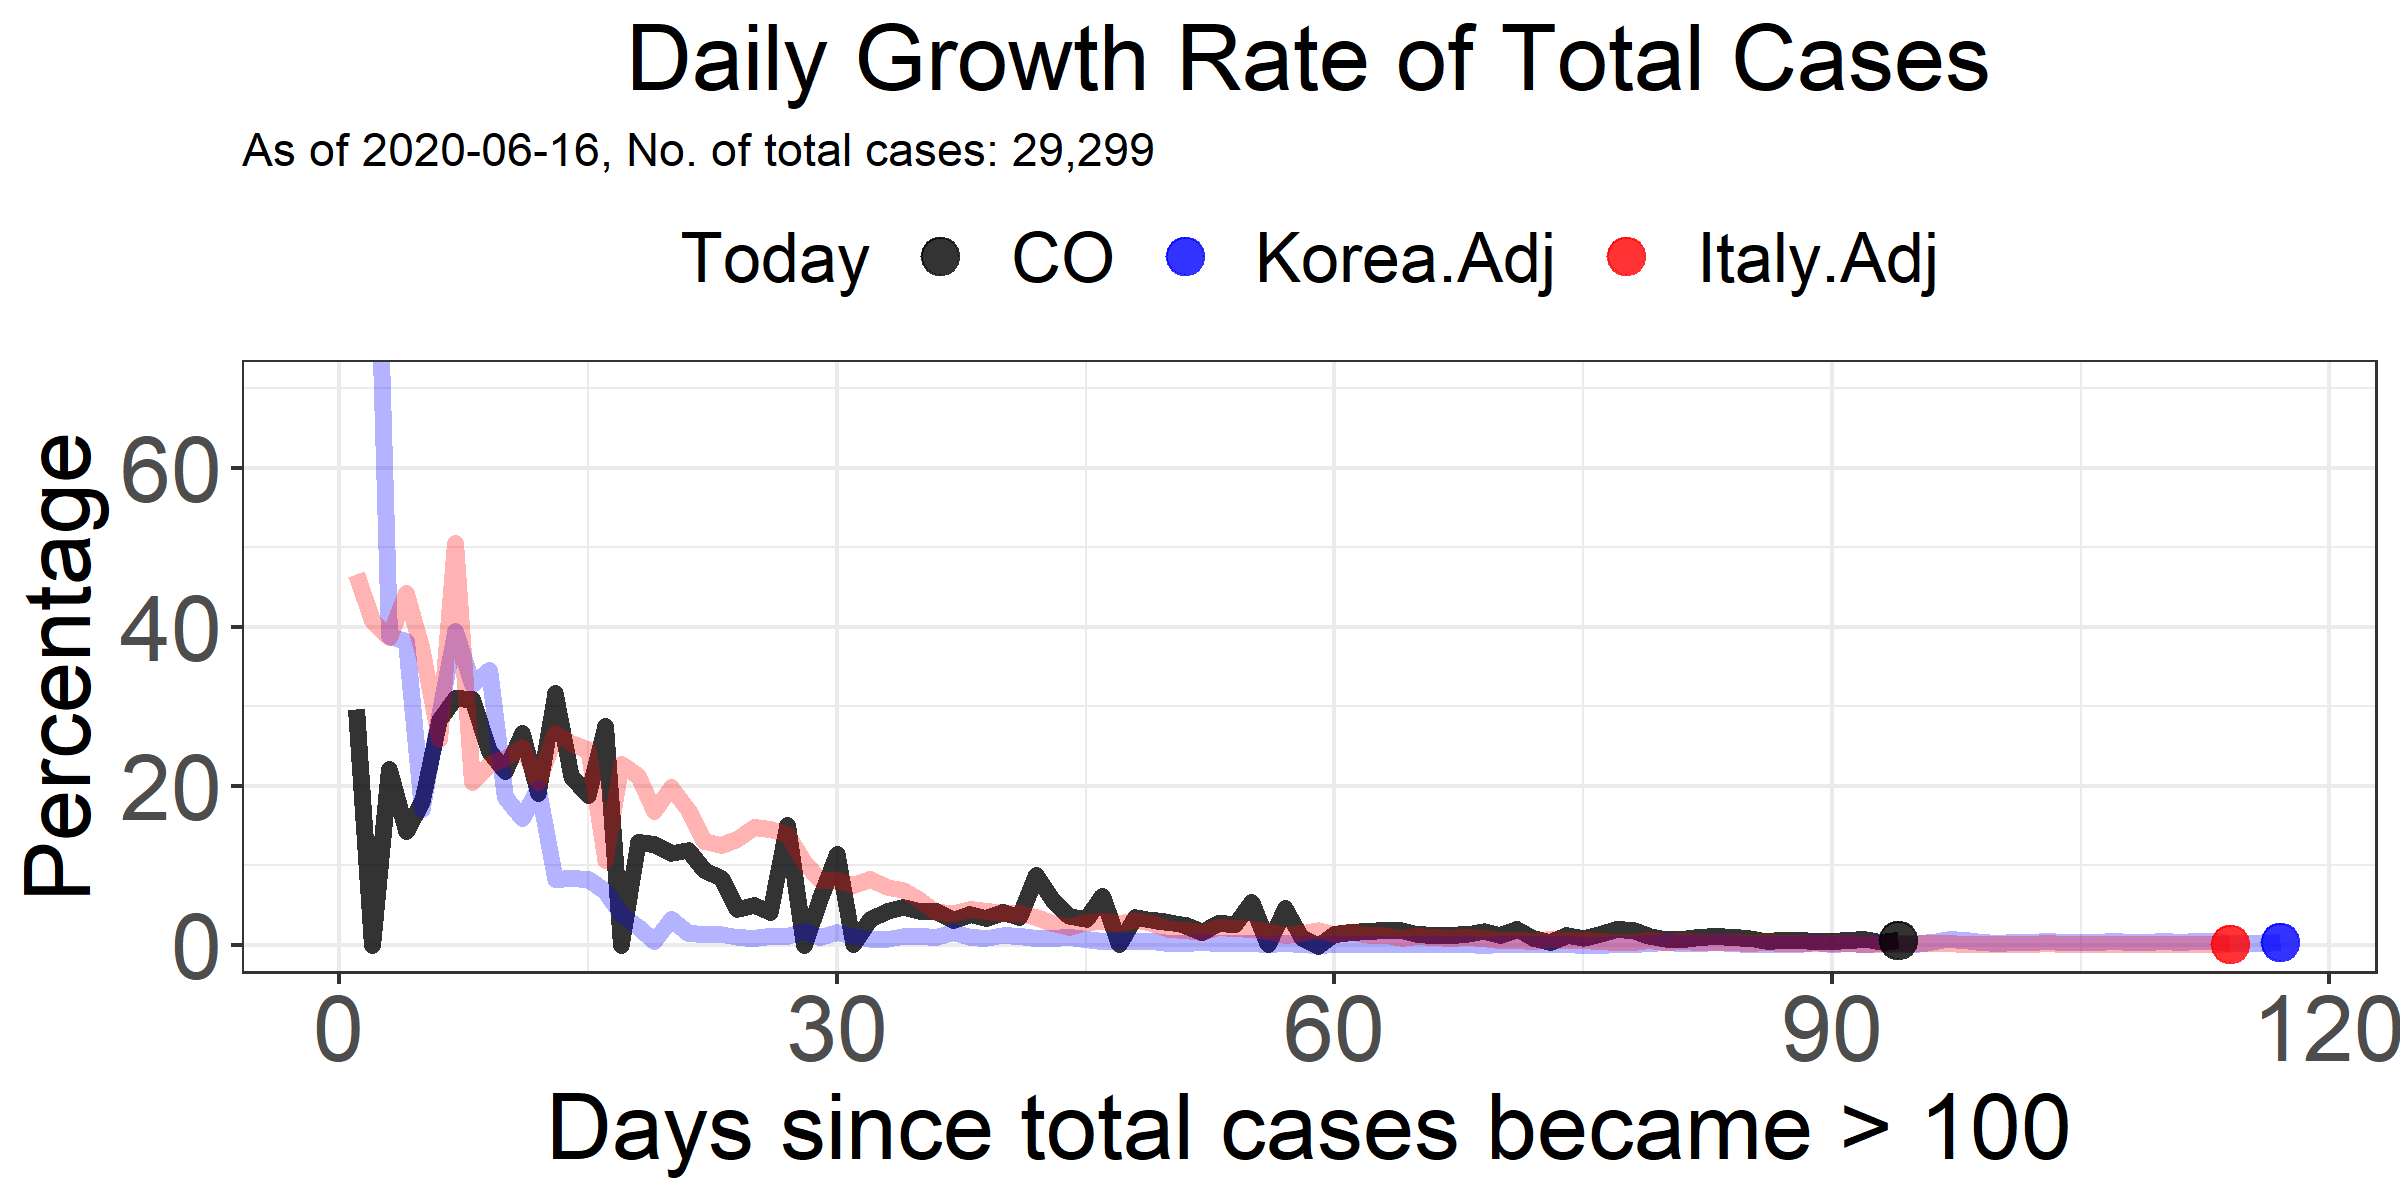 Daily Growth Rate of Total Cases
As of 2020-06-16, No. of total cases: 29,299
Today CO Korea.Adj Italy.Adj
Percentage
60
40
20
0
0 30 60 90 120
Days since total cases became > 100